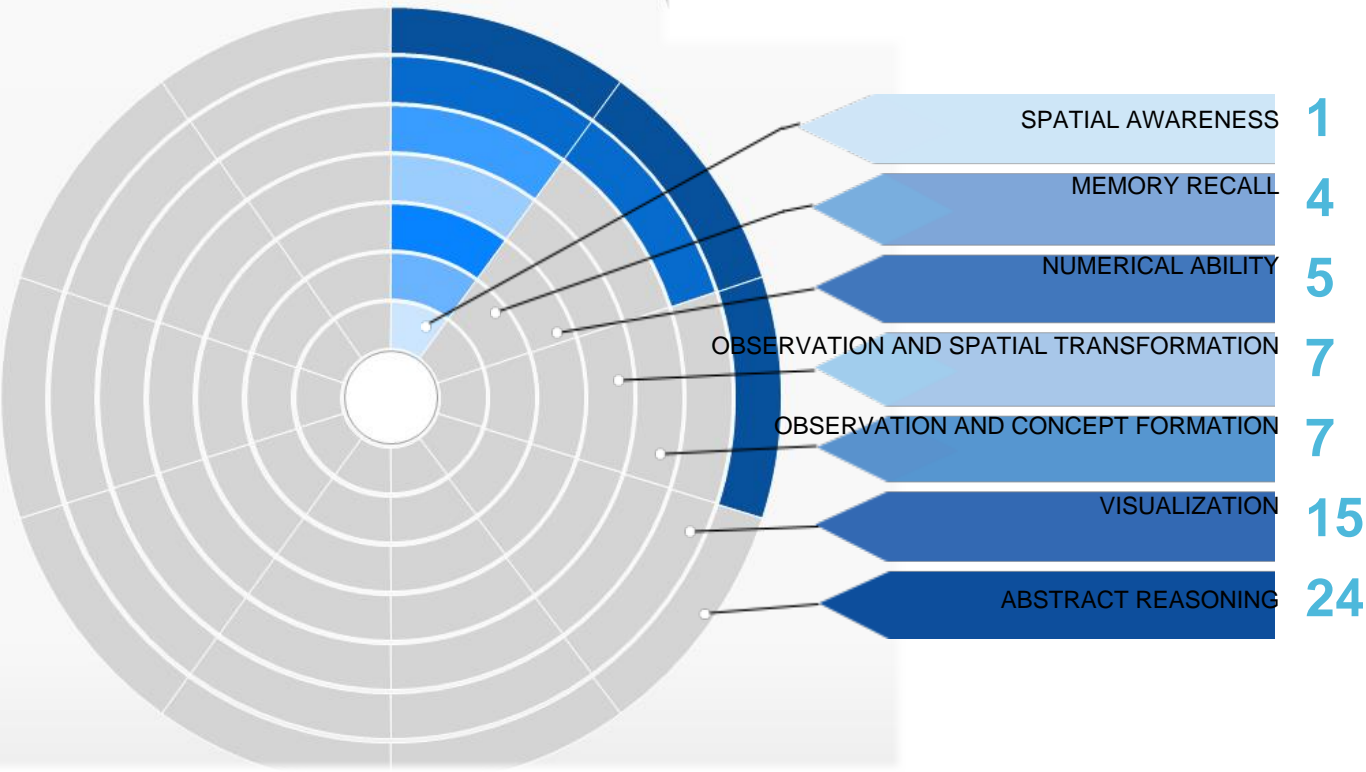 SPATIAL AWARENESS 1
MEMORY RECALL 4
NUMERICAL ABILITY 5
OBSERVATION AND SPATIAL TRANSFORMATION 7
OBSERVATION AND CONCEPT FORMATION 7
VISUALIZATION 15
ABSTRACT REASONING 24